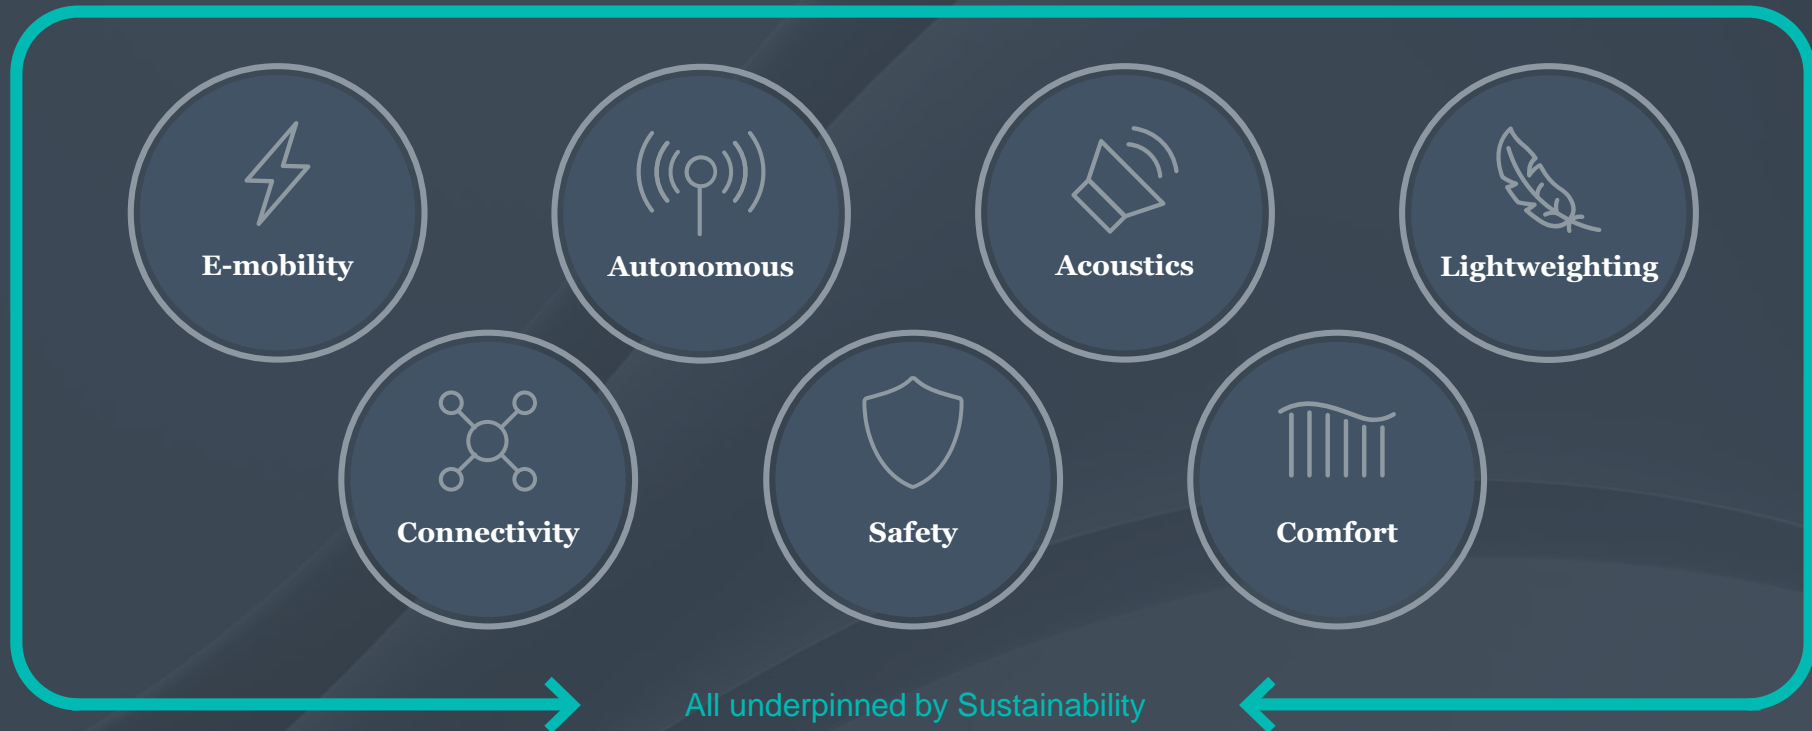 E-mobility
Autonomous
Acoustics
Lightweighting
Connectivity
Safety
Comfort
All underpinned by Sustainability